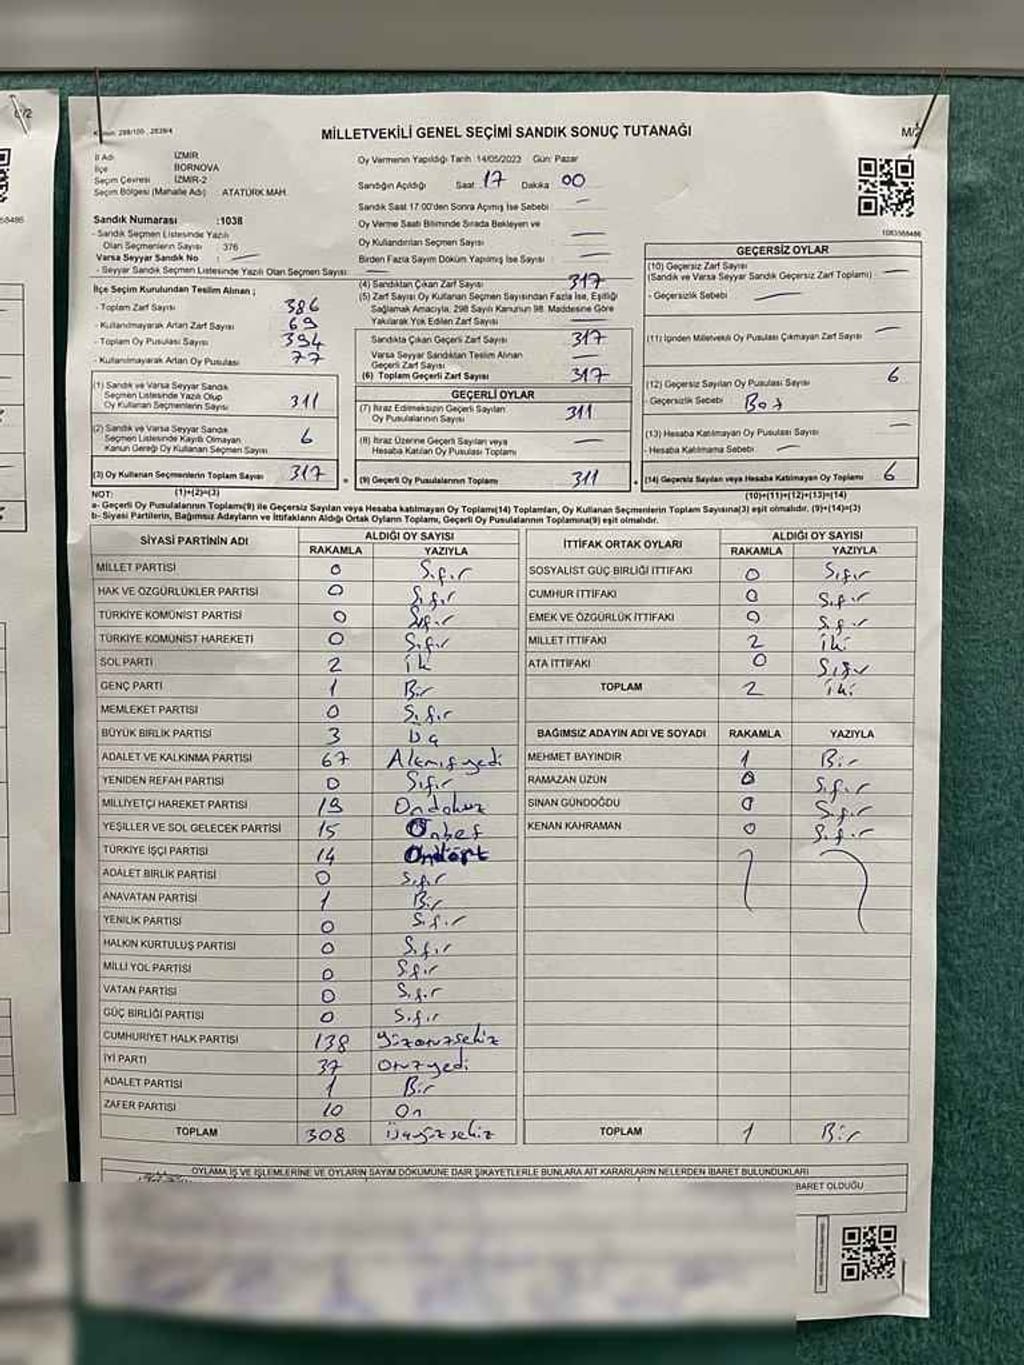 Kanun: 298/100, 2839/4
MİLLETVEKİLİ GENEL SEÇİMİ SANDIK SONUÇ TUTANAĞI
M/2
İl Adı İZMİR
İlçe BORNOVA
Seçim Çevresi İZMİR-2
Seçim Bölgesi (Mahalle Adı) ATATÜRK MAH.
Oy Vermenin Yapıldığı Tarih 14/05/2023 Gün: Pazar
Sandığın Açıldığı Saat 17 Dakika 00
Sandık Saat 17:00'den Sonra Açılmış İse Sebebi —
Oy Verme Saati Bitiminde Sırada Bekleyen ve
Oy Kullandırılan Seçmen Sayısı —
Birden Fazla Sayım Döküm Yapılmış İse Sayısı —
Sandık Numarası :1038
- Sandık Seçmen Listesinde Yazılı
Olan Seçmenlerin Sayısı : 376
Varsa Seyyar Sandık No : —
- Seyyar Sandık Seçmen Listesinde Yazılı Olan Seçmen Sayısı: —
İlçe Seçim Kurulundan Teslim Alınan ;
- Toplam Zarf Sayısı 386
- Kullanılmayarak Artan Zarf Sayısı 69
- Toplam Oy Pusulası Sayısı 394
- Kullanılmayarak Artan Oy Pusulası 77
(1) Sandık ve Varsa Seyyar Sandık
Seçmen Listesinde Yazılı Olup
Oy Kullanan Seçmenlerin Sayısı 311
(2) Sandık ve Varsa Seyyar Sandık
Seçmen Listesinde Kayıtlı Olmayan
Kanun Gereği Oy Kullanan Seçmen Sayısı 6
(3) Oy Kullanan Seçmenlerin Toplam Sayısı 317
(1)+(2)=(3)
(4) Sandıktan Çıkan Zarf Sayısı 317
(5) Zarf Sayısı Oy Kullanan Seçmen Sayısından Fazla İse, Eşitliği
Sağlamak Amacıyla, 298 Sayılı Kanunun 98. Maddesine Göre
Yakılarak Yok Edilen Zarf Sayısı —
Sandıkta Çıkan Geçerli Zarf Sayısı 317
Varsa Seyyar Sandıktan Teslim Alınan
Geçerli Zarf Sayısı —
(6) Toplam Geçerli Zarf Sayısı 317
GEÇERLİ OYLAR
(7) İtiraz Edilmeksizin Geçerli Sayılan
Oy Pusulalarının Sayısı 311
(8) İtiraz Üzerine Geçerli Sayılan veya
Hesaba Katılan Oy Pusulası Toplamı —
(9) Geçerli Oy Pusulalarının Toplamı 311
1083568486
GEÇERSİZ OYLAR
(10) Geçersiz Zarf Sayısı
(Sandık ve Varsa Seyyar Sandık Geçersiz Zarf Toplamı) —
- Geçersizlik Sebebi —
(11) İçinden Milletvekili Oy Pusulası Çıkmayan Zarf Sayısı —
(12) Geçersiz Sayılan Oy Pusulası Sayısı 6
- Geçersizlik Sebebi Boş
(13) Hesaba Katılmayan Oy Pusulası Sayısı —
- Hesaba Katılmama Sebebi —
(14) Geçersiz Sayılan veya Hesaba Katılmayan Oy Toplamı 6
(10)+(11)+(12)+(13)=(14)
NOT:
a- Geçerli Oy Pusulalarının Toplamı(9) ile Geçersiz Sayılan veya Hesaba katılmayan Oy Toplamı(14) Toplamları, Oy Kullanan Seçmenlerin Toplam Sayısına(3) eşit olmalıdır. (9)+(14)=(3)
b- Siyasi Partilerin, Bağımsız Adayların ve İttifakların Aldığı Ortak Oyların Toplamı, Geçerli Oy Pusulalarının Toplamına(9) eşit olmalıdır.
SİYASİ PARTİNİN ADI ALDIĞI OY SAYISI
RAKAMLA YAZIYLA
MİLLET PARTİSİ 0 Sıfır
HAK VE ÖZGÜRLÜKLER PARTİSİ 0 Sıfır
TÜRKİYE KOMÜNİST PARTİSİ 0 Sıfır
TÜRKİYE KOMÜNİST HAREKETİ 0 Sıfır
SOL PARTİ 2 iki
GENÇ PARTİ 1 Bir
MEMLEKET PARTİSİ 0 Sıfır
BÜYÜK BİRLİK PARTİSİ 3 Üç
ADALET VE KALKINMA PARTİSİ 67 Altmışyedi
YENİDEN REFAH PARTİSİ 0 Sıfır
MİLLİYETÇİ HAREKET PARTİSİ 19 Ondokuz
YEŞİLLER VE SOL GELECEK PARTİSİ 15 Onbeş
TÜRKİYE İŞÇİ PARTİSİ 14 Ondört
ADALET BİRLİK PARTİSİ 0 Sıfır
ANAVATAN PARTİSİ 1 Bir
YENİLİK PARTİSİ 0 Sıfır
HALKIN KURTULUŞ PARTİSİ 0 Sıfır
MİLLİ YOL PARTİSİ 0 Sıfır
VATAN PARTİSİ 0 Sıfır
GÜÇ BİRLİĞİ PARTİSİ 0 Sıfır
CUMHURİYET HALK PARTİSİ 138 yüzotuzsekiz
İYİ PARTİ 37 otuzyedi
ADALET PARTİSİ 1 Bir
ZAFER PARTİSİ 10 On
TOPLAM 308 üçyüzsekiz
İTTİFAK ORTAK OYLARI ALDIĞI OY SAYISI
RAKAMLA YAZIYLA
SOSYALİST GÜÇ BİRLİĞİ İTTİFAKI 0 Sıfır
CUMHUR İTTİFAKI 0 Sıfır
EMEK VE ÖZGÜRLÜK İTTİFAKI 0 Sıfır
MİLLET İTTİFAKI 2 iki
ATA İTTİFAKI 0 Sıfır
TOPLAM 2 iki
BAĞIMSIZ ADAYIN ADI VE SOYADI RAKAMLA YAZIYLA
MEHMET BAYINDIR 1 Bir
RAMAZAN UZUN 0 Sıfır
SİNAN GÜNDOĞDU 0 Sıfır
KENAN KAHRAMAN 0 Sıfır
TOPLAM 1 Bir
OYLAMA İŞ VE İŞLEMLERİNE VE OYLARIN SAYIM DÖKÜMÜNE DAİR ŞİKAYETLERLE BUNLARA AİT KARARLARIN NELERDEN İBARET BULUNDUKLARI
BARET OLDUĞU